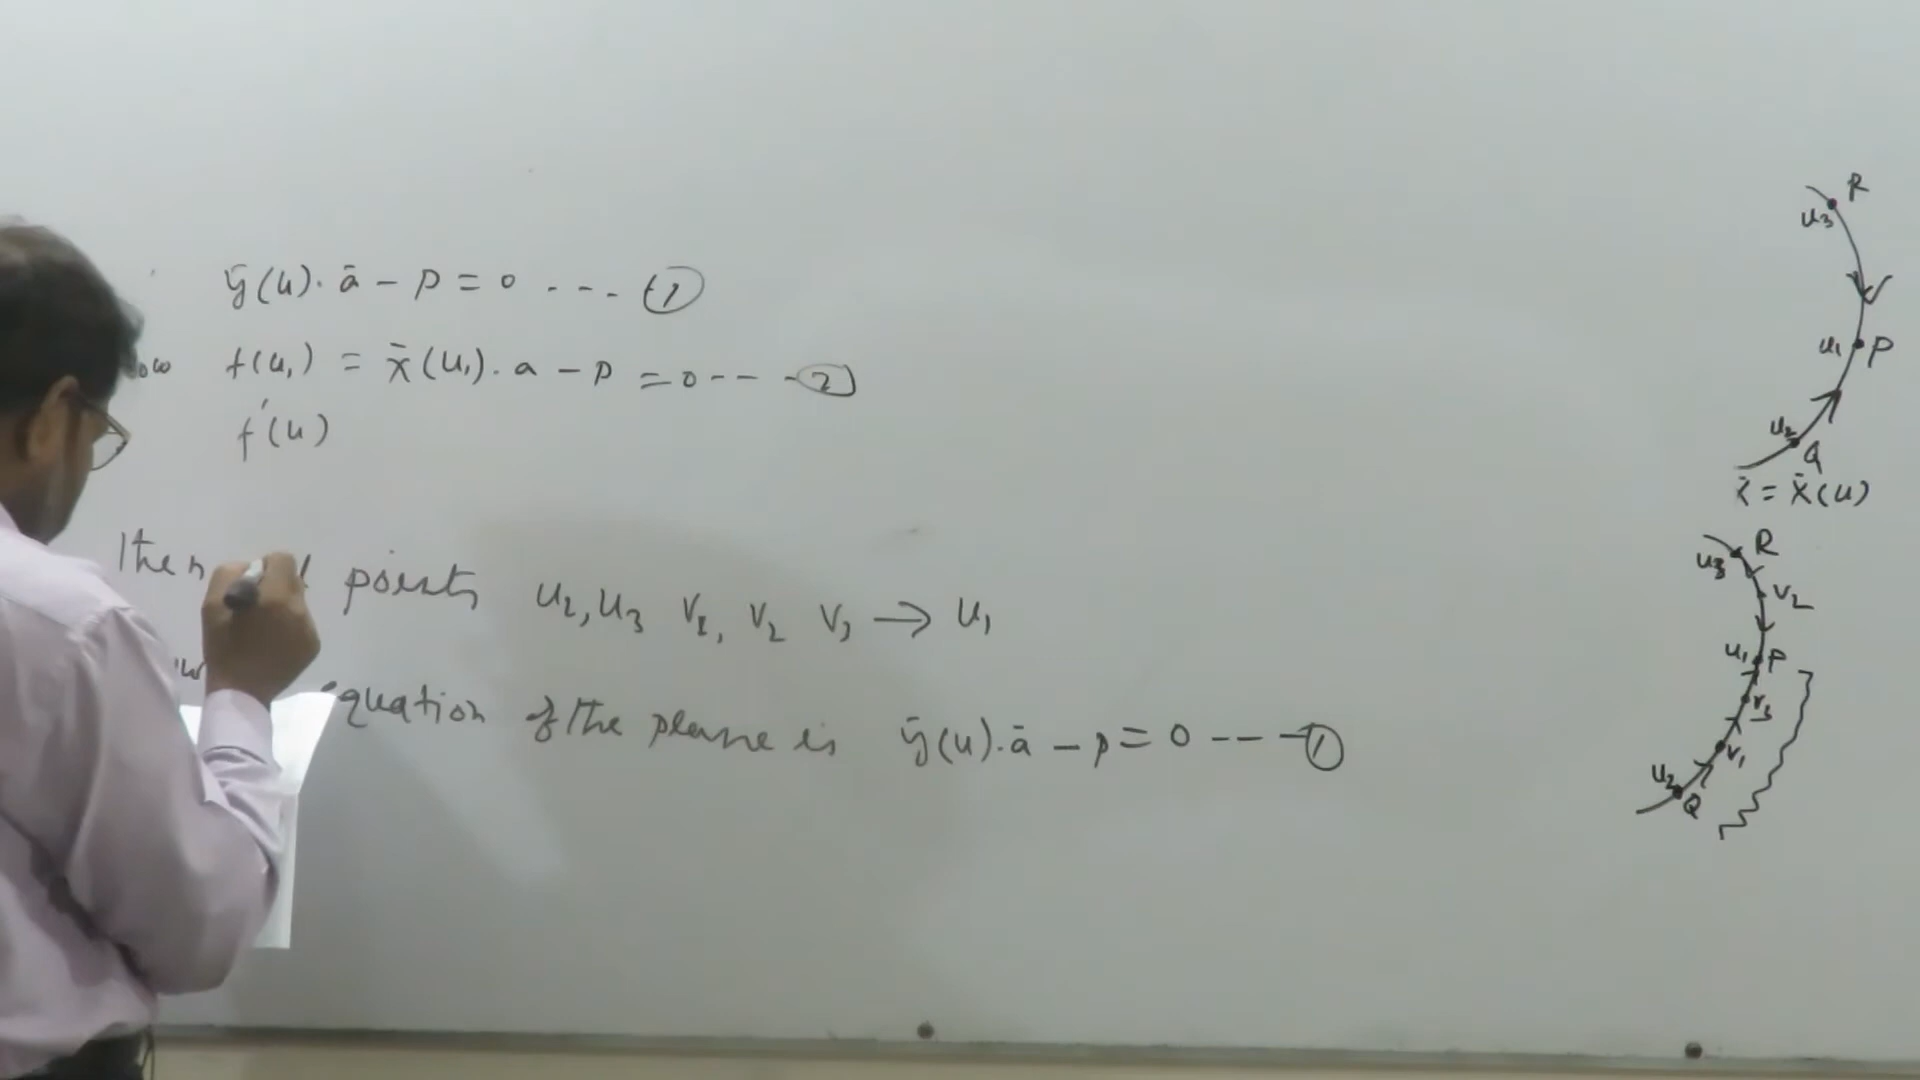 ȳ(u). ā - p = 0 - - - ①
f(u₁) = x̄(u₁). a - p = 0 - - - ②
f′(u)
Then points u₂, u₃ v₁, v₂ v₃ → u₁
equation of the plane is ȳ(u). ā - p = 0 - - - ①
R
u₃
u₁ P
u₂
Q
x̄ = x̄(u)
R
u₃
v₂
u₁ P
v₃
v₁
u₂
Q